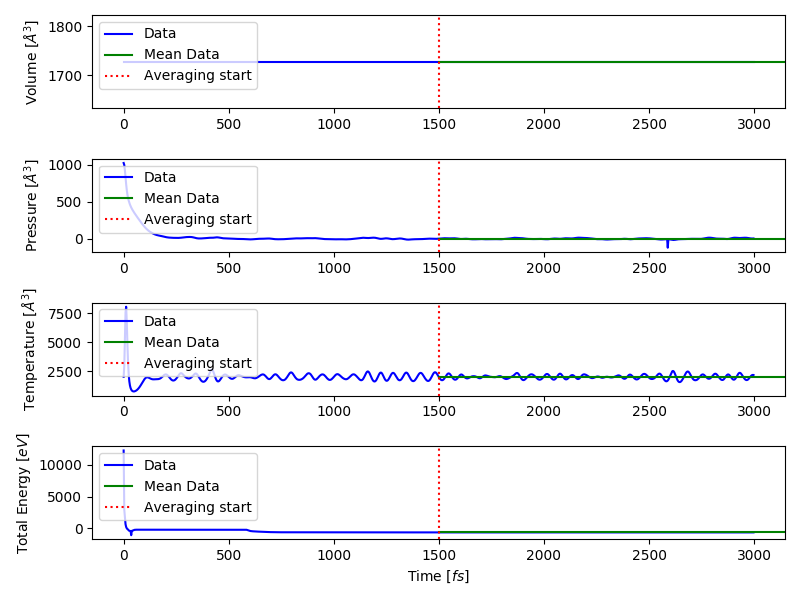 Volume [Å³]
1800
1700
Data
Mean Data
Averaging start
0 500 1000 1500 2000 2500 3000
Pressure [Å³]
1000
500
0
Data
Mean Data
Averaging start
0 500 1000 1500 2000 2500 3000
Temperature [Å³]
7500
5000
2500
Data
Mean Data
Averaging start
0 500 1000 1500 2000 2500 3000
Total Energy [eV]
10000
5000
0
Data
Mean Data
Averaging start
0 500 1000 1500 2000 2500 3000
Time [fs]